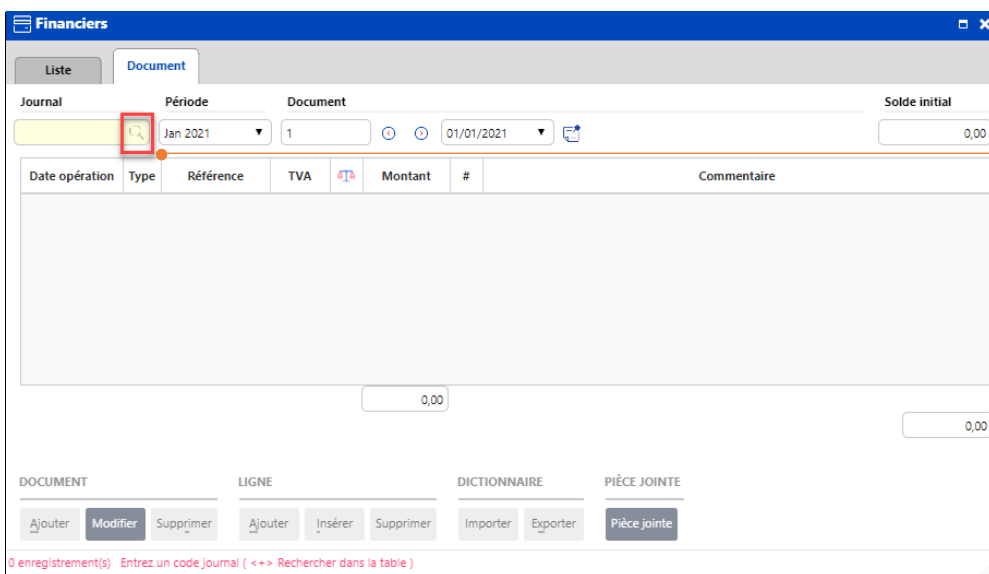 Financiers
Liste Document
Journal Période Document Solde initial
Jan 2021 1 01/01/2021 0,00
Date opération Type Référence TVA Montant # Commentaire
0,00
0,00
DOCUMENT LIGNE DICTIONNAIRE PIÈCE JOINTE
Ajouter Modifier Supprimer Ajouter Insérer Supprimer Importer Exporter Pièce jointe
0 enregistrement(s) Entrez un code journal ( <+> Rechercher dans la table )